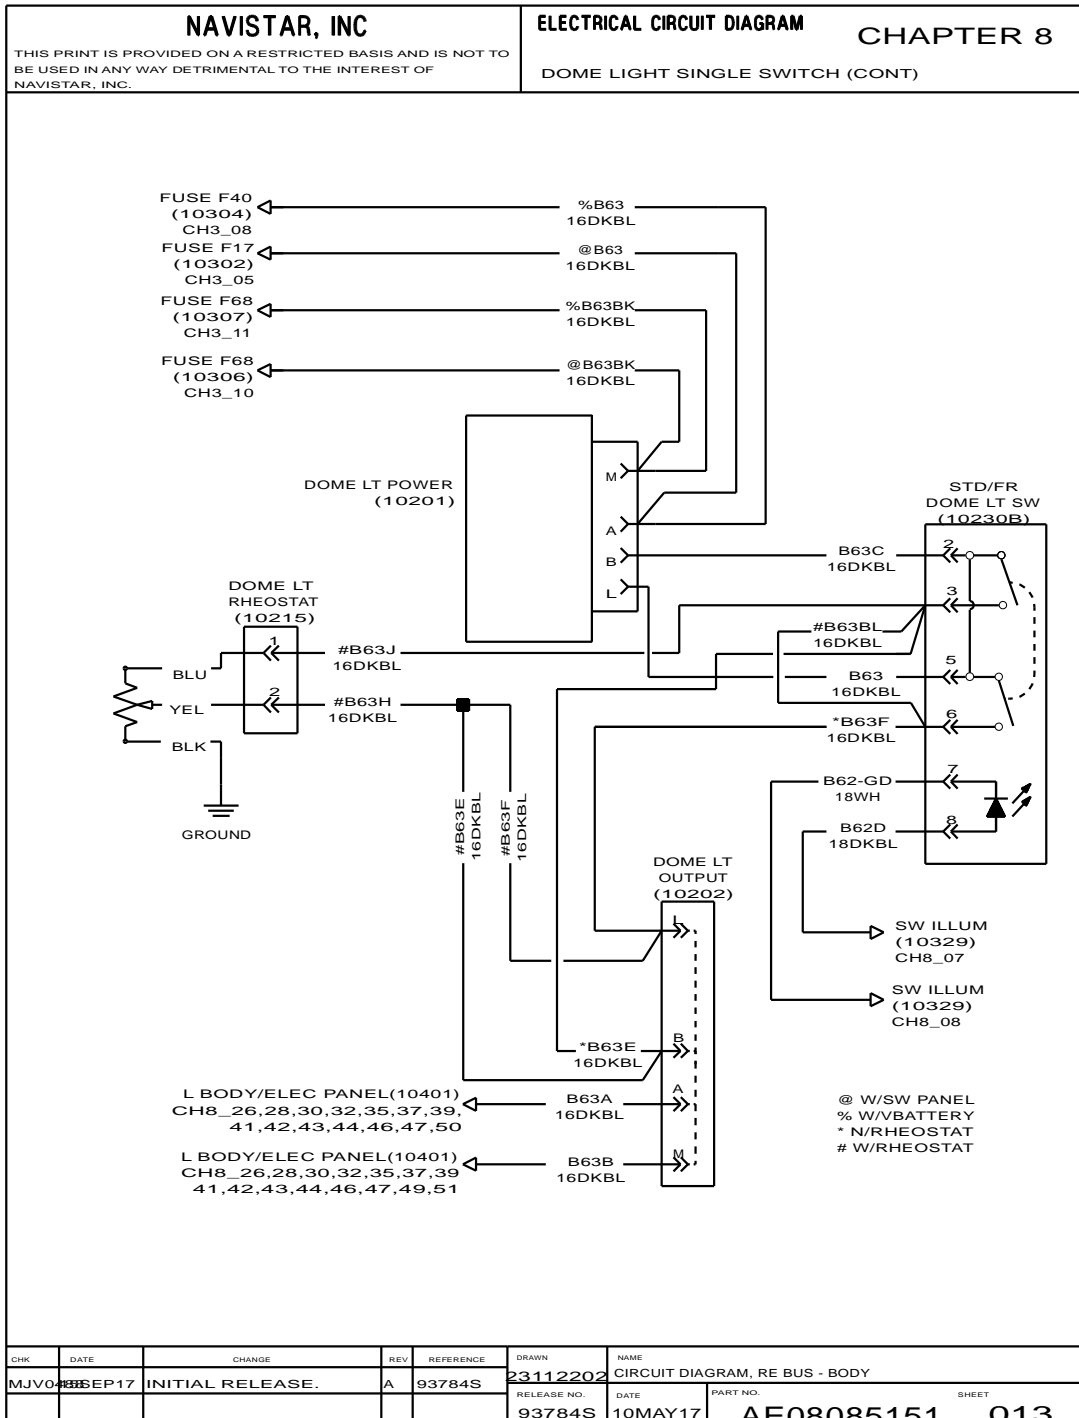 NAVISTAR, INC
THIS PRINT IS PROVIDED ON A RESTRICTED BASIS AND IS NOT TO
BE USED IN ANY WAY DETRIMENTAL TO THE INTEREST OF
NAVISTAR, INC.
ELECTRICAL CIRCUIT DIAGRAM
CHAPTER 8
DOME LIGHT SINGLE SWITCH (CONT)
FUSE F40
(10304)
CH3_08
%B63
16DKBL
FUSE F17
(10302)
CH3_05
@B63
16DKBL
FUSE F68
(10307)
CH3_11
%B63BK
16DKBL
FUSE F68
(10306)
CH3_10
@B63BK
16DKBL
DOME LT POWER
(10201)
M
A
B
L
STD/FR
DOME LT SW
(10230B)
2
3
5
6
7
8
B63C
16DKBL
#B63BL
16DKBL
B63
16DKBL
*B63F
16DKBL
B62-GD
18WH
B62D
18DKBL
DOME LT
RHEOSTAT
(10215)
1
2
#B63J
16DKBL
#B63H
16DKBL
BLU
YEL
BLK
GROUND
#B63E
16DKBL
#B63F
16DKBL
DOME LT
OUTPUT
(10202)
L
B
A
M
SW ILLUM
(10329)
CH8_07
SW ILLUM
(10329)
CH8_08
*B63E
16DKBL
L BODY/ELEC PANEL(10401)
CH8_26,28,30,32,35,37,39,
41,42,43,44,46,47,50
B63A
16DKBL
L BODY/ELEC PANEL(10401)
CH8_26,28,30,32,35,37,39
41,42,43,44,46,47,49,51
B63B
16DKBL
@ W/SW PANEL
% W/VBATTERY
* N/RHEOSTAT
# W/RHEOSTAT
CHK DATE CHANGE REV REFERENCE
SEP17 INITIAL RELEASE. A 93784S
DRAWN
23112202
NAME
CIRCUIT DIAGRAM, RE BUS - BODY
RELEASE NO.
93784S
DATE
10MAY17
PART NO.
AE08085151
SHEET
013